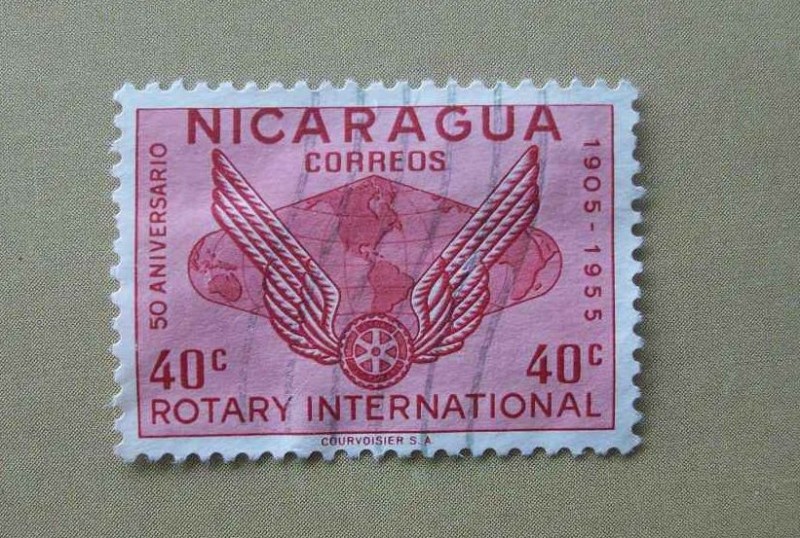 NICARAGUA
CORREOS
50 ANIVERSARIO
1905-1955
40c
40c
ROTARY INTERNATIONAL
COURVOISIER S.A.